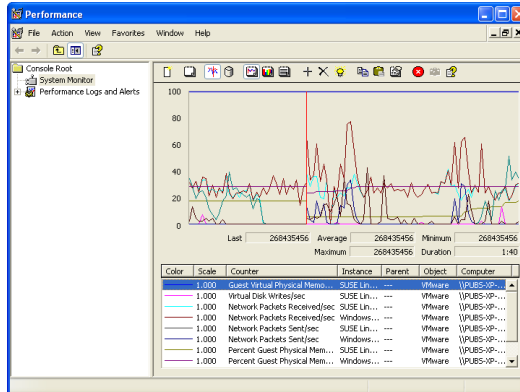 Performance
File Action View Favorites Window Help
Console Root
System Monitor
Performance Logs and Alerts
100
80
60
40
20
0
Last 268435456 Average 268435456 Minimum 268435456
Maximum 268435456 Duration 1:40
Color Scale Counter Instance Parent Object Computer
1.000 Guest Virtual Physical Memo... SUSE Lin... --- VMware \\PUBS-XP-...
1.000 Virtual Disk Writes/sec SUSE Lin... --- VMware \\PUBS-XP-...
1.000 Network Packets Received/sec SUSE Lin... --- VMware \\PUBS-XP-...
1.000 Network Packets Received/sec Windows... --- VMware \\PUBS-XP-...
1.000 Network Packets Sent/sec SUSE Lin... --- VMware \\PUBS-XP-...
1.000 Network Packets Sent/sec Windows... --- VMware \\PUBS-XP-...
1.000 Percent Guest Physical Mem... SUSE Lin... --- VMware \\PUBS-XP-...
1.000 Percent Guest Physical Mem... Windows... --- VMware \\PUBS-XP-...